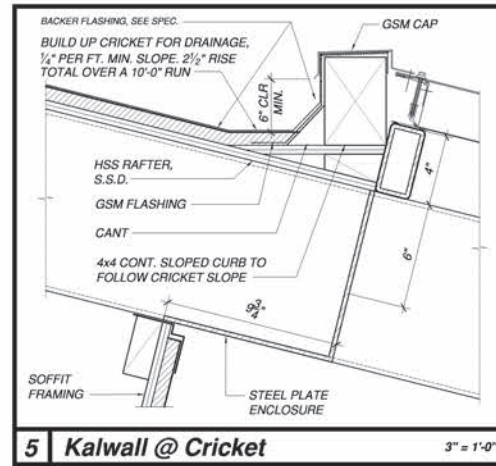 BACKER FLASHING, SEE SPEC.
GSM CAP
BUILD UP CRICKET FOR DRAINAGE,
¼" PER FT. MIN. SLOPE. 2½" RISE
TOTAL OVER A 10'-0" RUN
6" CLR
MIN.
HSS RAFTER,
S.S.D.
4"
GSM FLASHING
CANT
6"
4x4 CONT. SLOPED CURB TO
FOLLOW CRICKET SLOPE
9¾"
SOFFIT
FRAMING
STEEL PLATE
ENCLOSURE
5 Kalwall @ Cricket 3" = 1'-0"